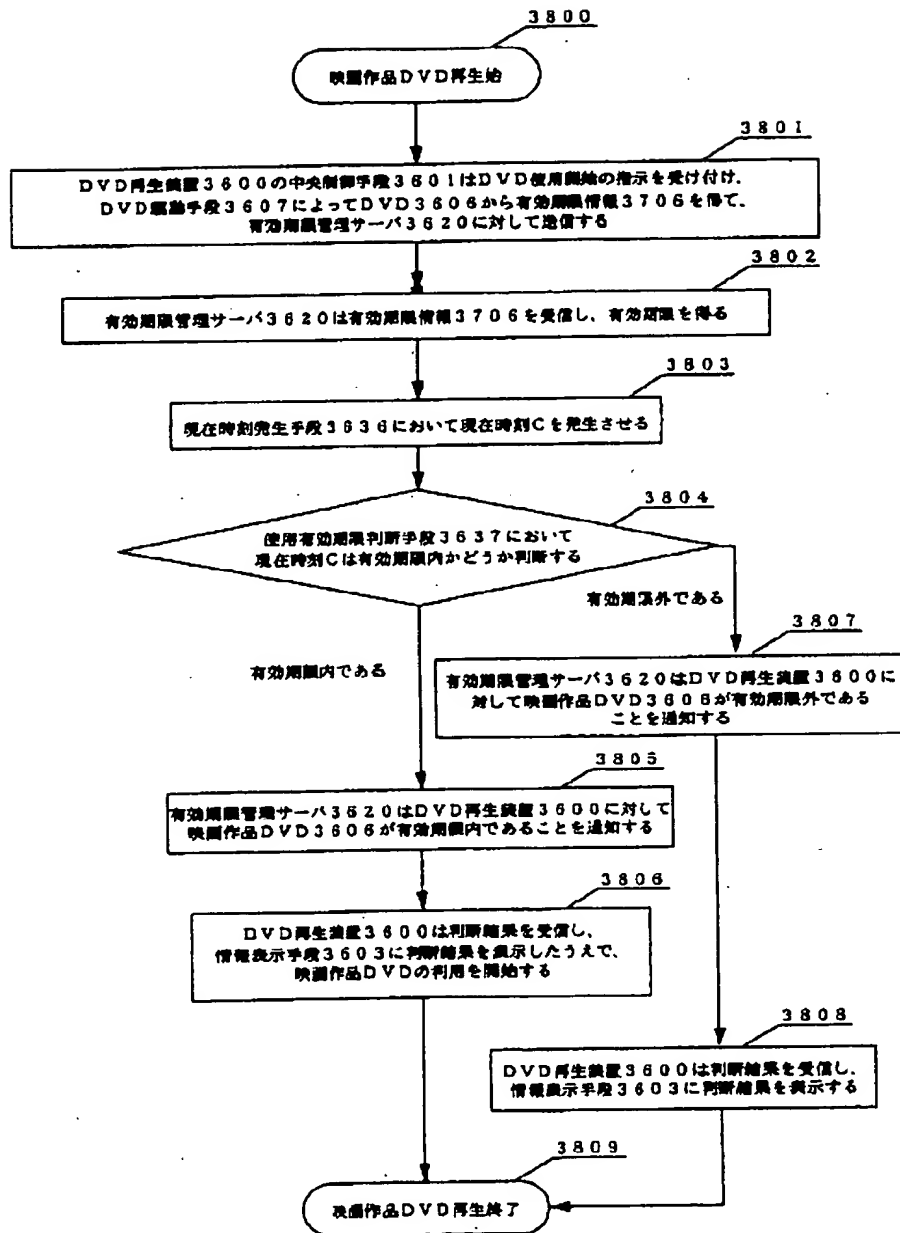 3800
映画作品DVD再生始
3801
DVD再生装置3600の中央制御手段3601はDVD使用開始の指示を受け付け、
DVD駆動手段3607によってDVD3606から有効期限情報3706を得て、
有効期限管理サーバ3620に対して送信する
3802
有効期限管理サーバ3620は有効期限情報3706を受信し、有効期限を得る
3803
現在時刻発生手段3636において現在時刻Cを発生させる
3804
使用有効期限判断手段3637において
現在時刻Cは有効期限内かどうか判断する
有効期限外である
3807
有効期限内である
有効期限管理サーバ3620はDVD再生装置3600に
対して映画作品DVD3606が有効期限外である
ことを通知する
3805
有効期限管理サーバ3620はDVD再生装置3600に対して
映画作品DVD3606が有効期限内であることを通知する
3806
DVD再生装置3600は判断結果を受信し、
情報表示手段3603に判断結果を表示したうえで、
映画作品DVDの利用を開始する
3808
DVD再生装置3600は判断結果を受信し、
情報表示手段3603に判断結果を表示する
3809
映画作品DVD再生終了